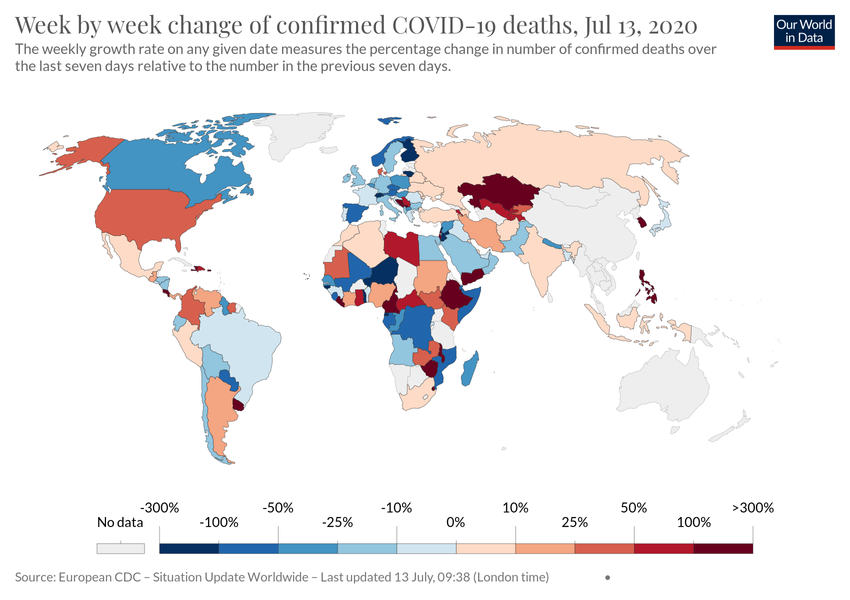 Week by week change of confirmed COVID-19 deaths, Jul 13, 2020
Our World
in Data
The weekly growth rate on any given date measures the percentage change in number of confirmed deaths over
the last seven days relative to the number in the previous seven days.
-300% -50% -10% 10% 50% >300%
No data -100% -25% 0% 25% 100%
Source: European CDC – Situation Update Worldwide – Last updated 13 July, 09:38 (London time)